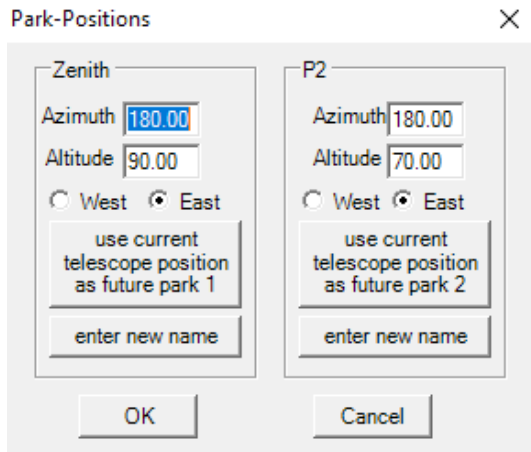 Park-Positions
Zenith
Azimuth 180.00
Altitude 90.00
West East
use current
telescope position
as future park 1
enter new name
P2
Azimuth 180.00
Altitude 70.00
West East
use current
telescope position
as future park 2
enter new name
OK
Cancel